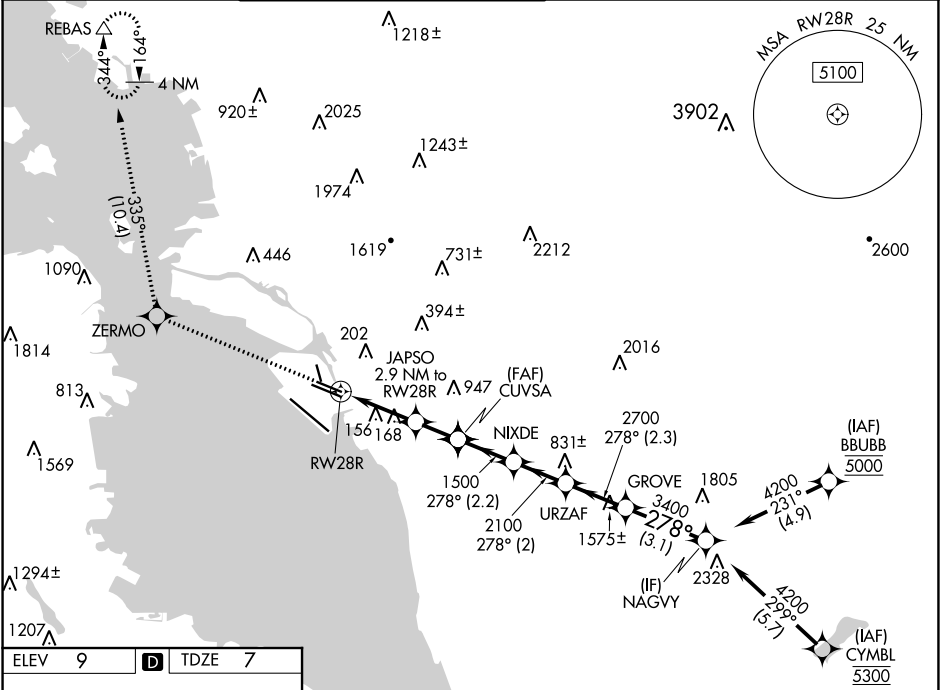 REBAS
344°
164°
4 NM
1218±
920±
2025
1243±
1974
3902
MSA RW28R 25 NM
5100
335°
(10.4)
446
1619
731±
2212
2600
1090
ZERMO
394±
202
JAPSO
2.9 NM to
RW28R
1814
813
947
(FAF)
CUVSA
2016
156
168
NIXDE
2700
278° (2.3)
831±
(IAF)
BBUBB
5000
1569
RW28R
1500
278° (2.2)
GROVE
1805
4200
231°
(4.9)
URZAF
3400
278°
(3.1)
2100
278° (2)
1575±
(IF)
NAGVY
2328
1294±
4200
299°
(5.7)
1207
(IAF)
CYMBL
5300
ELEV 9 D TDZE 7